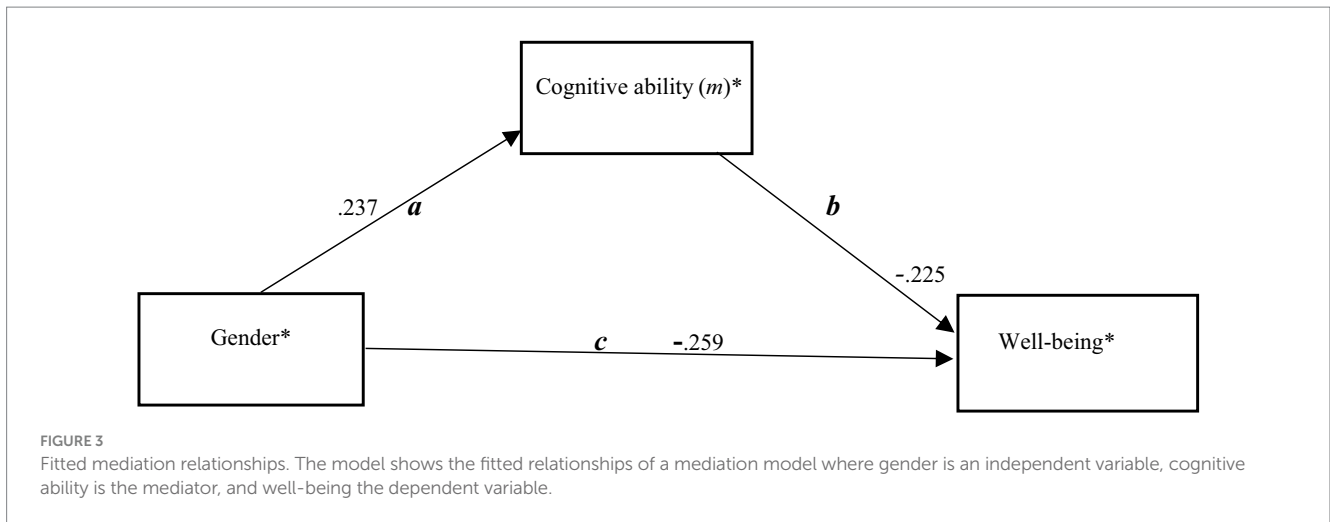 Cognitive ability (m)*
.237 a
b
-.225
Gender*
c -.259
Well-being*
FIGURE 3
Fitted mediation relationships. The model shows the fitted relationships of a mediation model where gender is an independent variable, cognitive
ability is the mediator, and well-being the dependent variable.